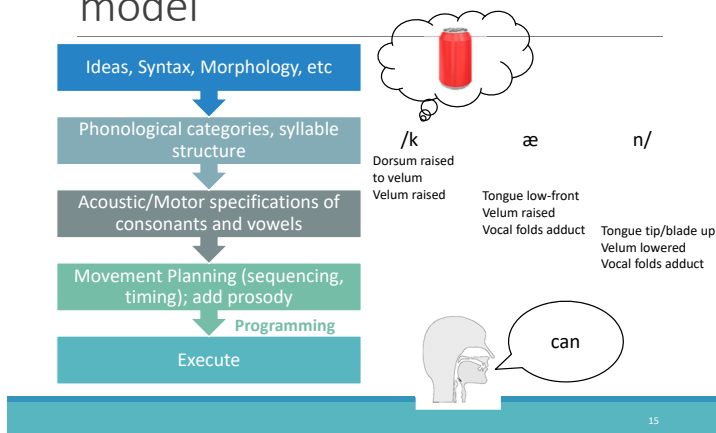 model
Ideas, Syntax, Morphology, etc
Phonological categories, syllable
structure
Acoustic/Motor specifications of
consonants and vowels
Movement Planning (sequencing,
timing); add prosody
Programming
Execute
/k æ n/
Dorsum raised
to velum
Velum raised
Tongue low-front
Velum raised
Vocal folds adduct
Tongue tip/blade up
Velum lowered
Vocal folds adduct
can
15